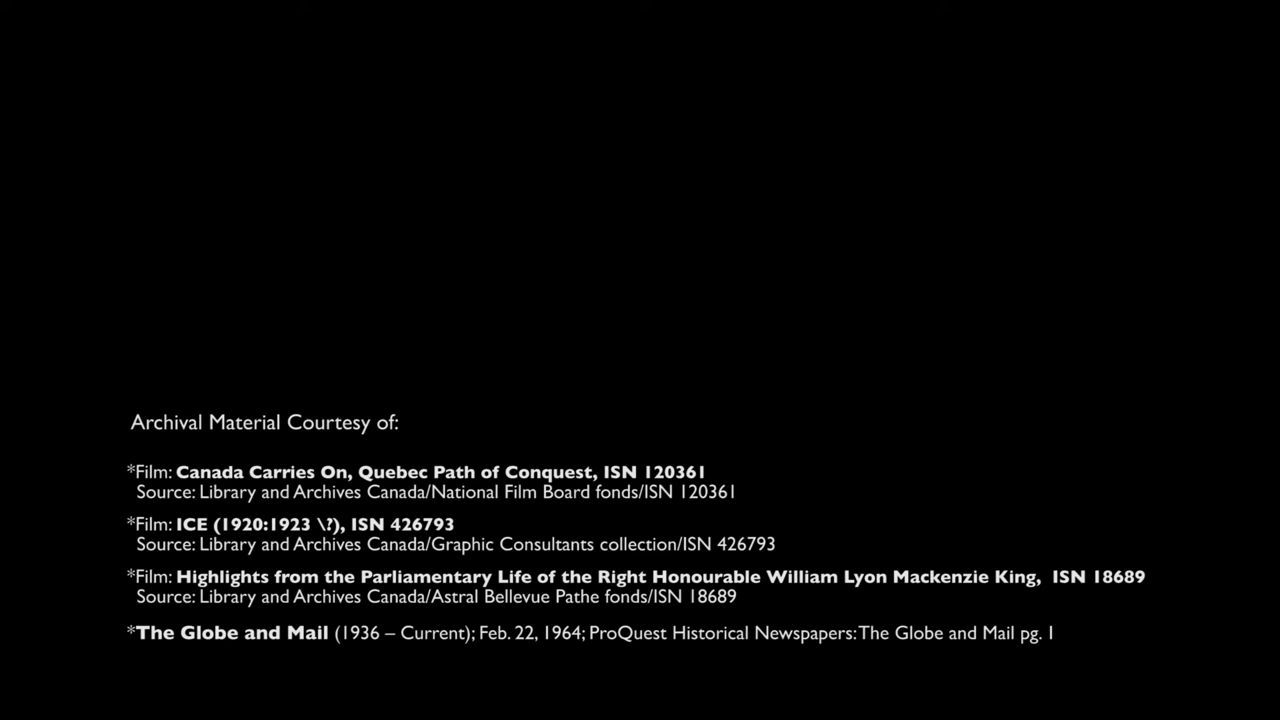 Archival Material Courtesy of:
*Film: Canada Carries On, Quebec Path of Conquest, ISN 120361
Source: Library and Archives Canada/National Film Board fonds/ISN 120361
*Film: ICE (1920:1923 \?), ISN 426793
Source: Library and Archives Canada/Graphic Consultants collection/ISN 426793
*Film: Highlights from the Parliamentary Life of the Right Honourable William Lyon Mackenzie King, ISN 18689
Source: Library and Archives Canada/Astral Bellevue Pathe fonds/ISN 18689
*The Globe and Mail (1936 – Current); Feb. 22, 1964; ProQuest Historical Newspapers: The Globe and Mail pg. 1